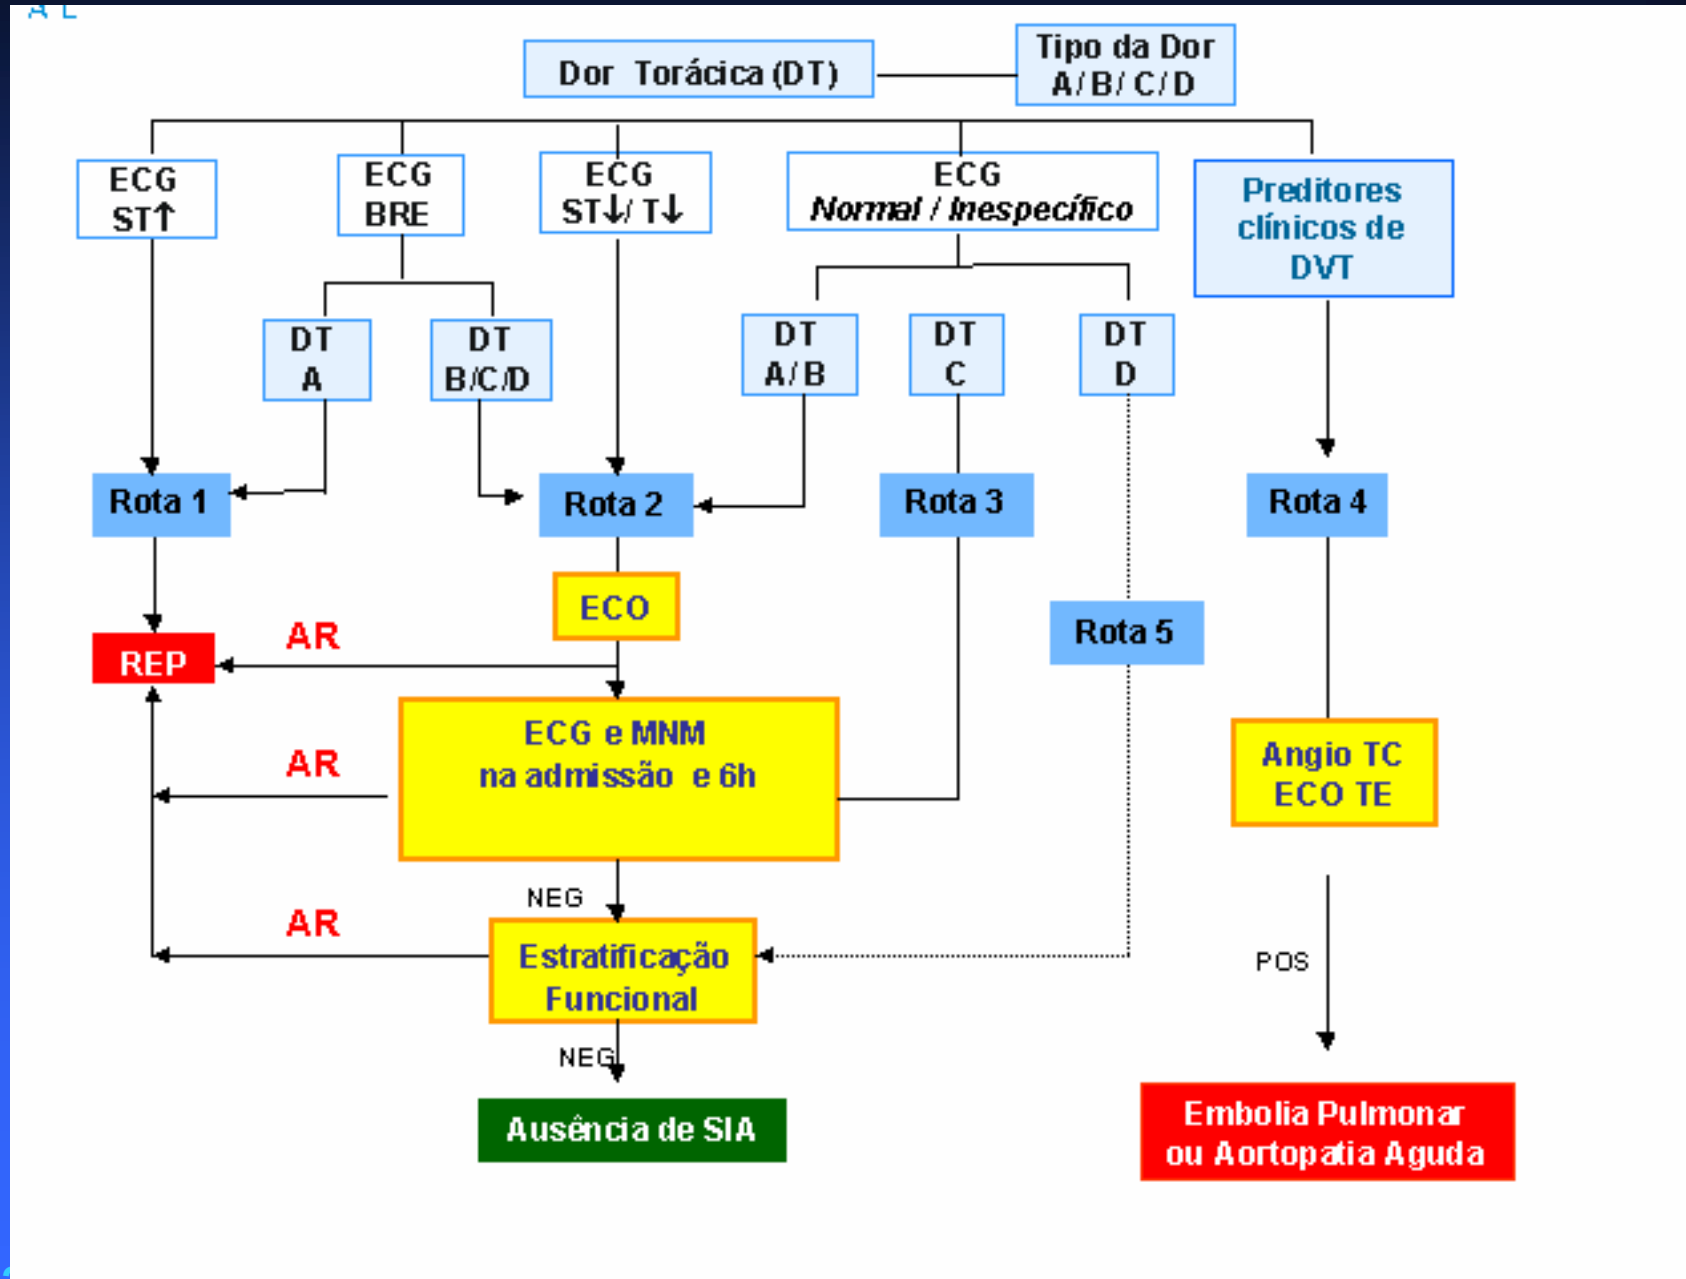 A L
Dor Torácica (DT)
Tipo da Dor
A/ B/ C/ D
ECG
ST↑
ECG
BRE
ECG
ST↓/ T↓
ECG
Normal / Inespecífico
Preditores
clínicos de
DVT
DT
A
DT
B/C/D
DT
A/ B
DT
C
DT
D
Rota 1
Rota 2
Rota 3
Rota 4
ECO
Rota 5
REP
AR
ECG e MNM
na admissão e 6h
AR
Angio TC
ECO TE
NEG
AR
Estratificação
Funcional
POS
NEG
Ausência de SIA
Embolia Pulmonar
ou Aortopatia Aguda